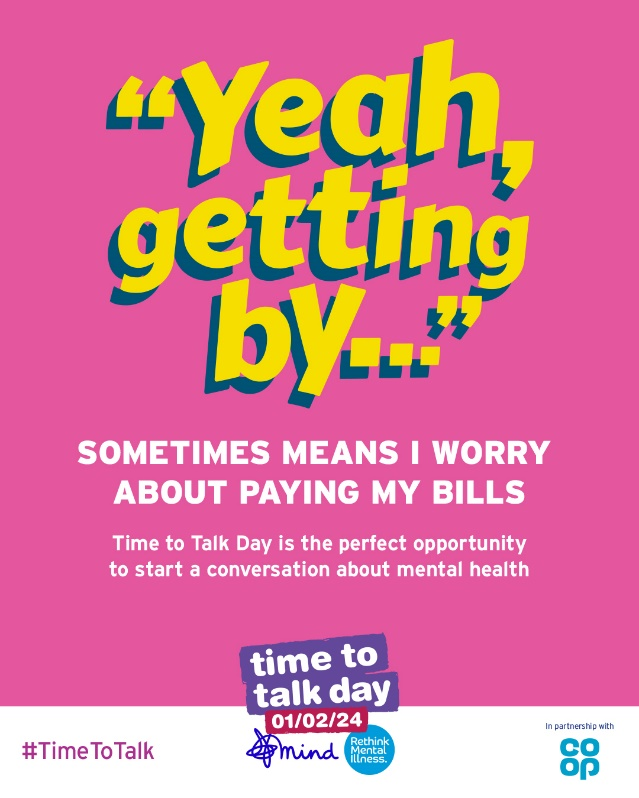 “Yeah,
getting
by...”
SOMETIMES MEANS I WORRY
ABOUT PAYING MY BILLS
Time to Talk Day is the perfect opportunity
to start a conversation about mental health
time to
talk day
01/02/24
#TimeToTalk
mind
Rethink
Mental
Illness.
In partnership with
CO
OP